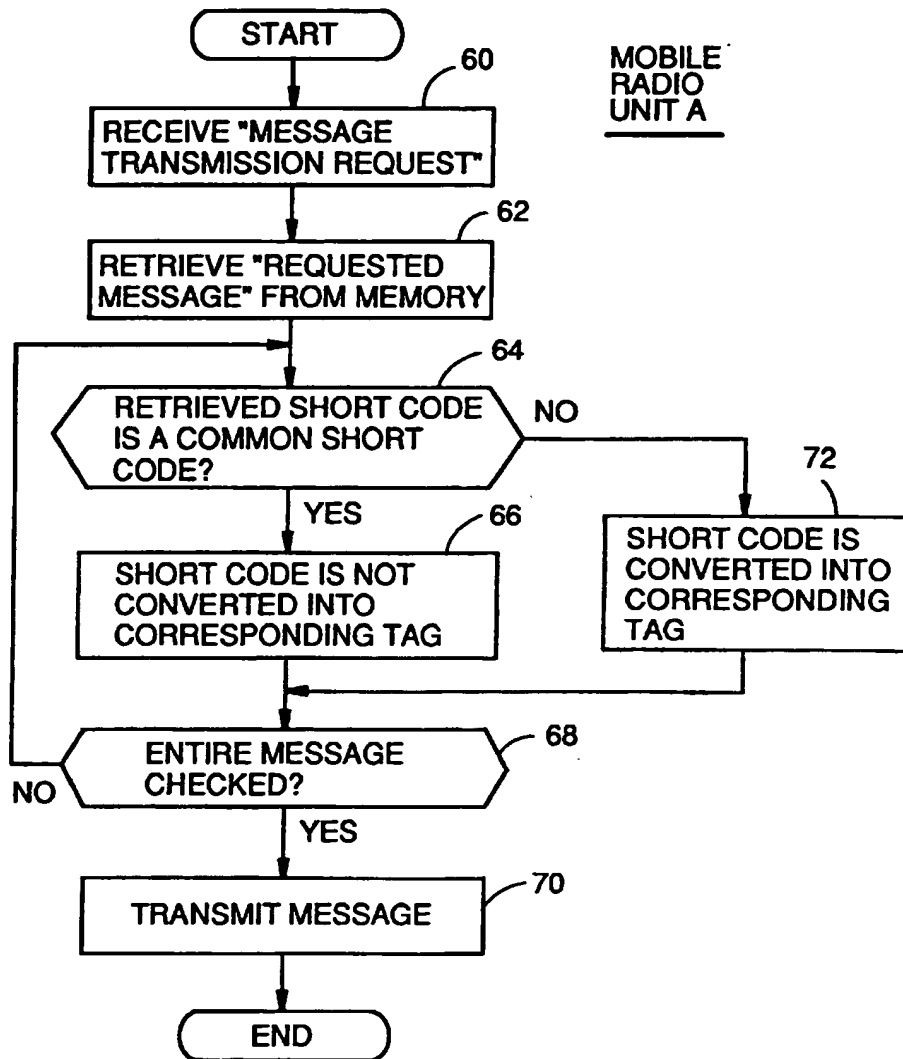 START
MOBILE
RADIO
UNIT A
60
RECEIVE "MESSAGE
TRANSMISSION REQUEST"
62
RETRIEVE "REQUESTED
MESSAGE" FROM MEMORY
64
RETRIEVED SHORT CODE
IS A COMMON SHORT
CODE?
NO
YES
72
66
SHORT CODE IS NOT
CONVERTED INTO
CORRESPONDING TAG
SHORT CODE IS
CONVERTED INTO
CORRESPONDING
TAG
68
ENTIRE MESSAGE
CHECKED?
NO
YES
70
TRANSMIT MESSAGE
END